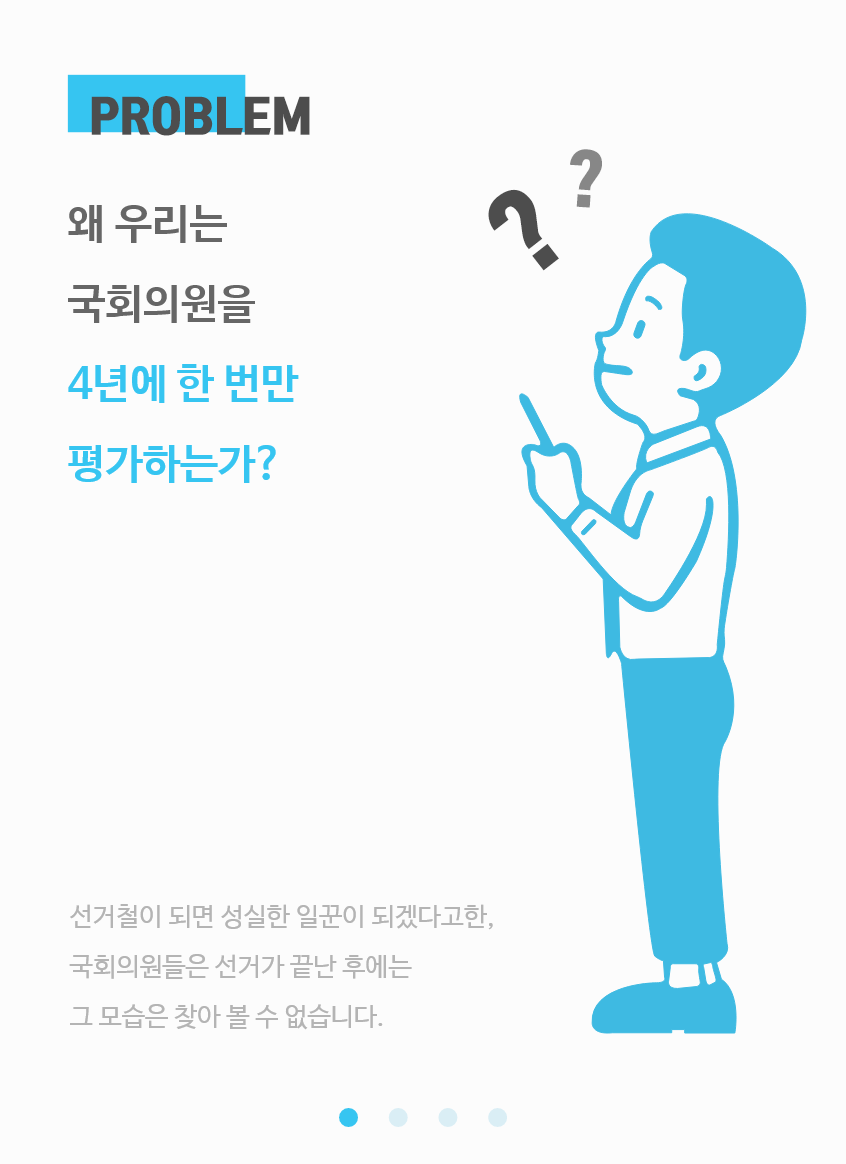 PROBLEM
? ?
왜 우리는
국회의원을
4년에 한 번만
평가하는가?
선거철이 되면 성실한 일꾼이 되겠다고한,
국회의원들은 선거가 끝난 후에는
그 모습은 찾아 볼 수 없습니다.